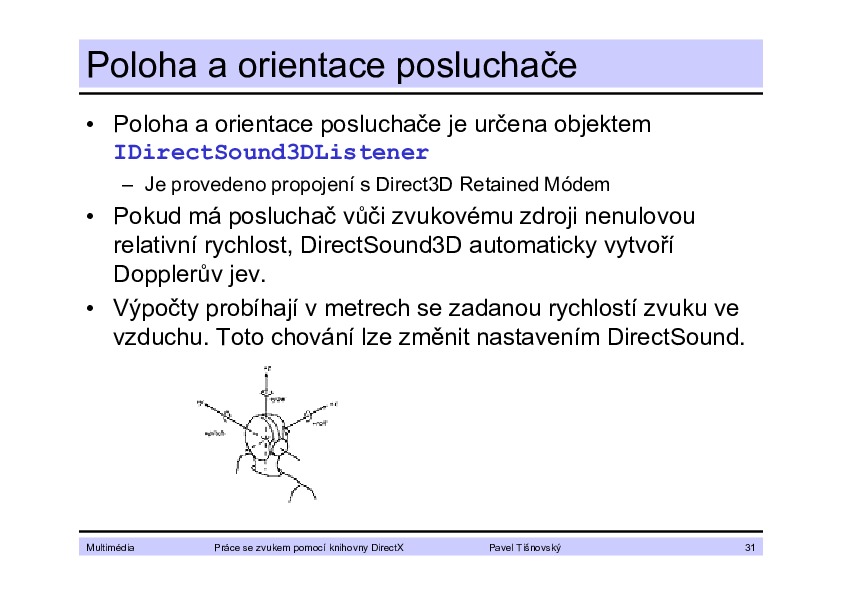 Poloha a orientace posluchače
• Poloha a orientace posluchače je určena objektem
IDirectSound3DListener
– Je provedeno propojení s Direct3D Retained Módem
• Pokud má posluchač vůči zvukovému zdroji nenulovou
relativní rychlost, DirectSound3D automaticky vytvoří
Dopplerův jev.
• Výpočty probíhají v metrech se zadanou rychlostí zvuku ve
vzduchu. Toto chování lze změnit nastavením DirectSound.
Multimédia Práce se zvukem pomocí knihovny DirectX Pavel Tišnovský 31